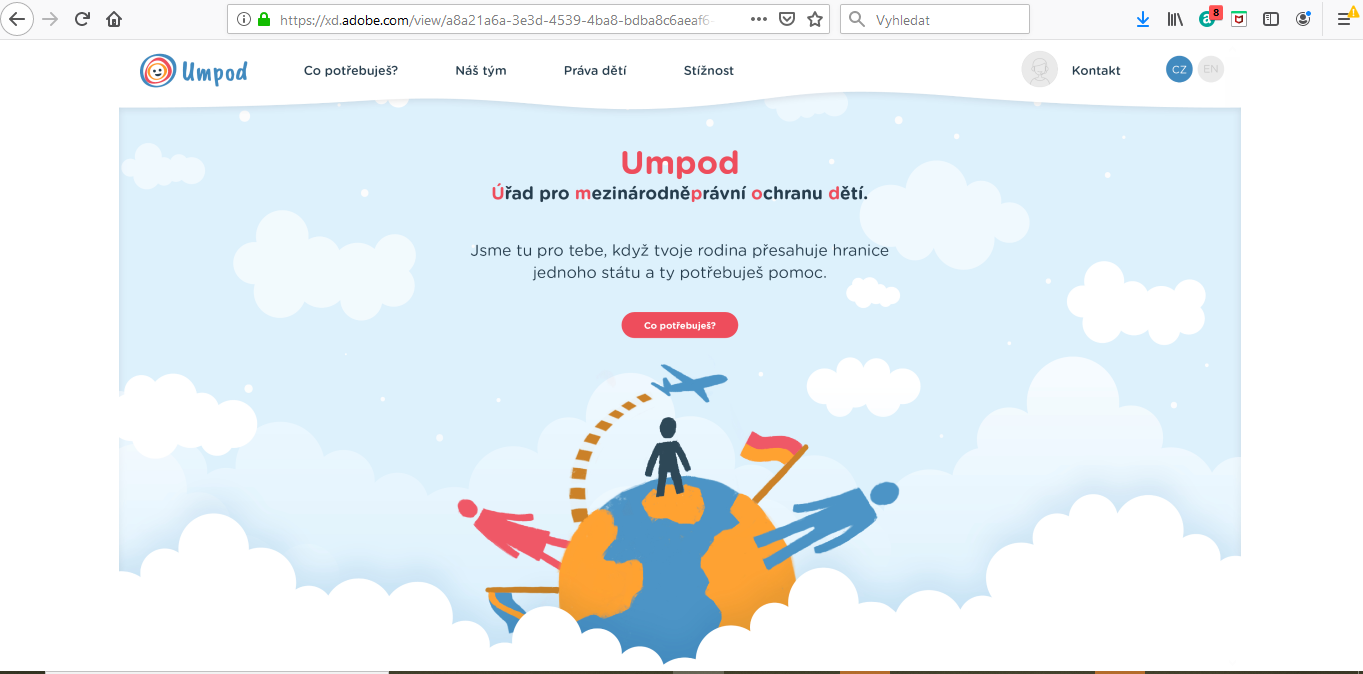 https://xd.adobe.com/view/a8a21a6a-3e3d-4539-4ba8-bdba8c6aeaf6-
Vyhledat
8
Umpod
Co potřebuješ?
Náš tým
Práva dětí
Stížnost
Kontakt
CZ
EN
Umpod
Úřad pro mezinárodněprávní ochranu dětí.
Jsme tu pro tebe, když tvoje rodina přesahuje hranice
jednoho státu a ty potřebuješ pomoc.
Co potřebuješ?